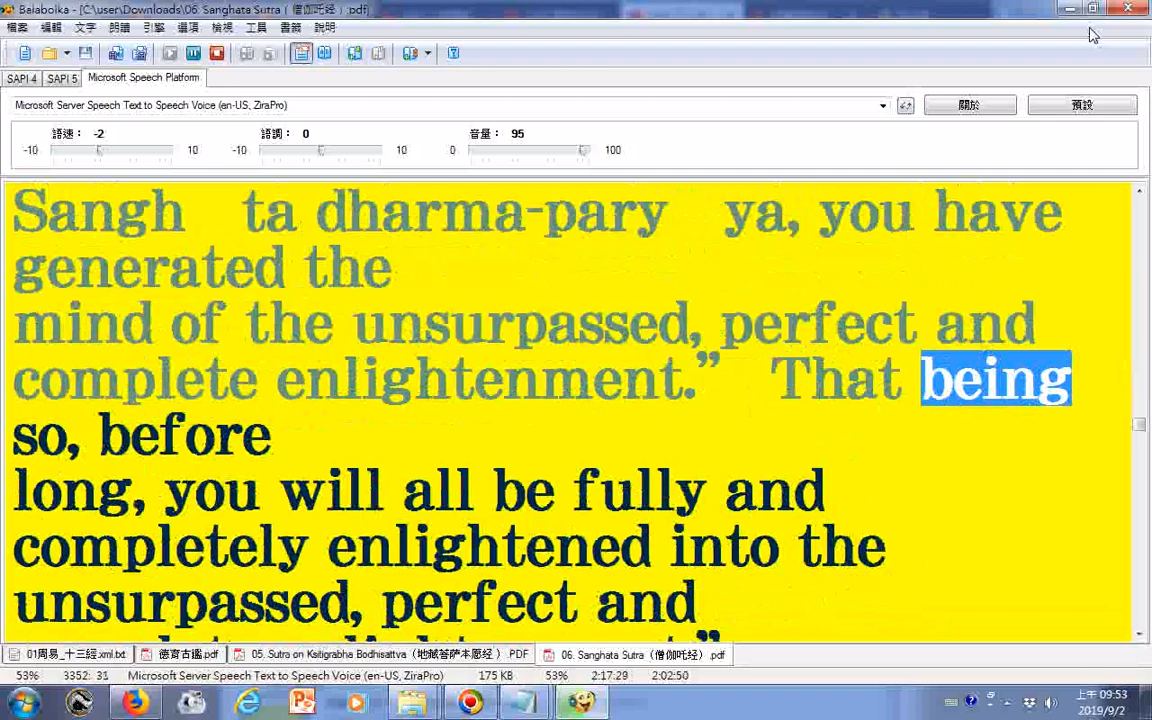 Balabolka - [C:\user\Downloads\06. Sanghata Sutra（僧伽吒经）.pdf]
檔案 編輯 文字 朗讀 引擎 選項 檢視 工具 書籤 說明
SAPI 4 SAPI 5 Microsoft Speech Platform
Microsoft Server Speech Text to Speech Voice (en-US, ZiraPro) 關於 預設
語速： -2 語調： 0 音量： 95
-10 10 -10 10 0 100
Sangh ta dharma-pary ya, you have
generated the
mind of the unsurpassed, perfect and
complete enlightenment.” That being
so, before
long, you will all be fully and
completely enlightened into the
unsurpassed, perfect and
01周易_十三經.xml.txt 德育古鑑.pdf 05. Sutra on Ksitigrabha Bodhisattva（地藏菩萨本愿经）.PDF 06. Sanghata Sutra（僧伽吒经）.pdf
53% 3352: 31 Microsoft Server Speech Text to Speech Voice (en-US, ZiraPro) 175 KB 53% 2:17:29 2:02:50
上午 09:53
2019/9/2